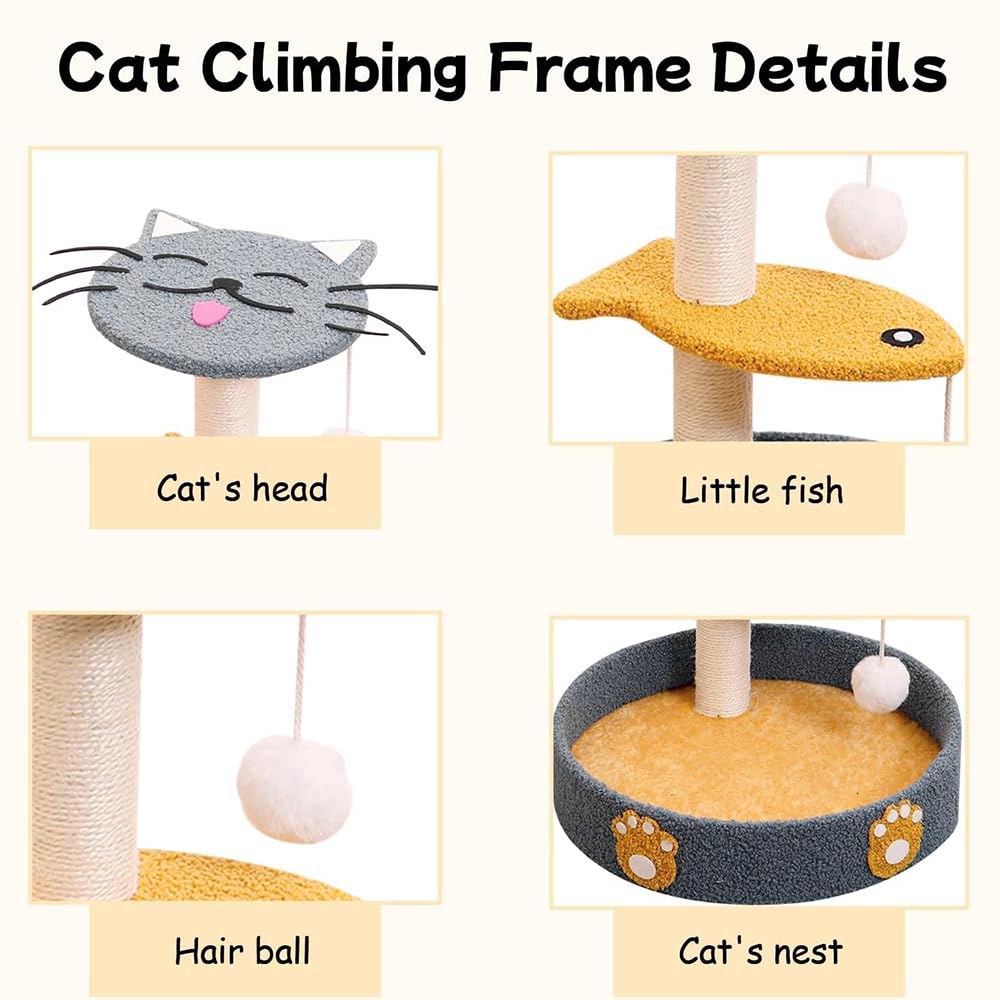 Cat Climbing Frame Details
Cat's head
Little fish
Hair ball
Cat's nest